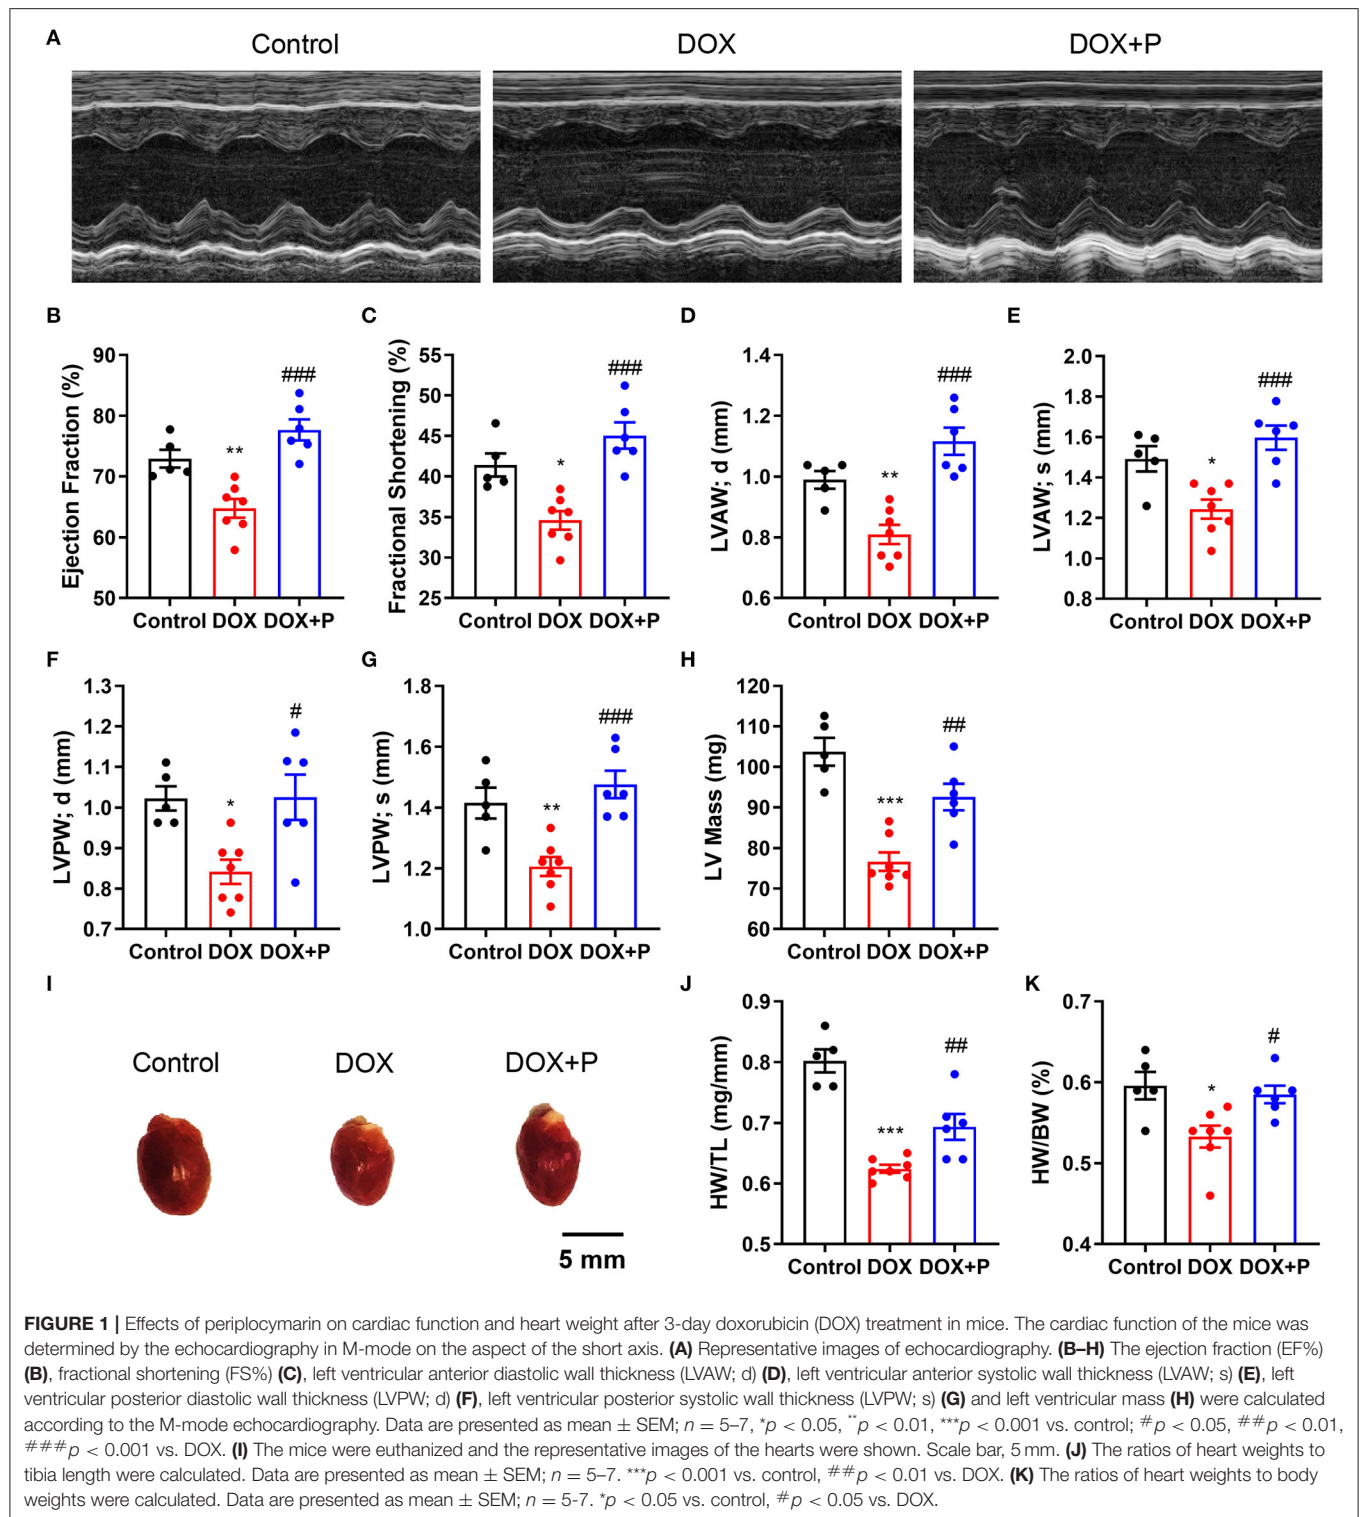 A
Control DOX DOX+P
B C D E
Ejection Fraction (%)
90
80
70
60
50
**
###
Control DOX DOX+P
Fractional Shortening (%)
55
50
45
40
35
30
25
*
###
Control DOX DOX+P
LVAW; d (mm)
1.4
1.2
1.0
0.8
0.6
**
###
Control DOX DOX+P
LVAW; s (mm)
2.0
1.8
1.6
1.4
1.2
1.0
0.8
*
###
Control DOX DOX+P
F G H
LVPW; d (mm)
1.3
1.2
1.1
1.0
0.9
0.8
0.7
*
#
Control DOX DOX+P
LVPW; s (mm)
1.8
1.6
1.4
1.2
1.0
**
###
Control DOX DOX+P
LV Mass (mg)
120
110
100
90
80
70
60
***
##
Control DOX DOX+P
I J K
Control DOX DOX+P
5 mm
HW/TL (mg/mm)
0.9
0.8
0.7
0.6
0.5
***
##
Control DOX DOX+P
HW/BW (%)
0.7
0.6
0.5
0.4
*
#
Control DOX DOX+P
FIGURE 1 | Effects of periplocymarin on cardiac function and heart weight after 3-day doxorubicin (DOX) treatment in mice. The cardiac function of the mice was
determined by the echocardiography in M-mode on the aspect of the short axis. (A) Representative images of echocardiography. (B–H) The ejection fraction (EF%)
(B), fractional shortening (FS%) (C), left ventricular anterior diastolic wall thickness (LVAW; d) (D), left ventricular anterior systolic wall thickness (LVAW; s) (E), left
ventricular posterior diastolic wall thickness (LVPW; d) (F), left ventricular posterior systolic wall thickness (LVPW; s) (G) and left ventricular mass (H) were calculated
according to the M-mode echocardiography. Data are presented as mean ± SEM; n = 5–7, *p < 0.05, **p < 0.01, ***p < 0.001 vs. control; #p < 0.05, ##p < 0.01,
###p < 0.001 vs. DOX. (I) The mice were euthanized and the representative images of the hearts were shown. Scale bar, 5 mm. (J) The ratios of heart weights to
tibia length were calculated. Data are presented as mean ± SEM; n = 5–7. ***p < 0.001 vs. control, ##p < 0.01 vs. DOX. (K) The ratios of heart weights to body
weights were calculated. Data are presented as mean ± SEM; n = 5-7. *p < 0.05 vs. control, #p < 0.05 vs. DOX.